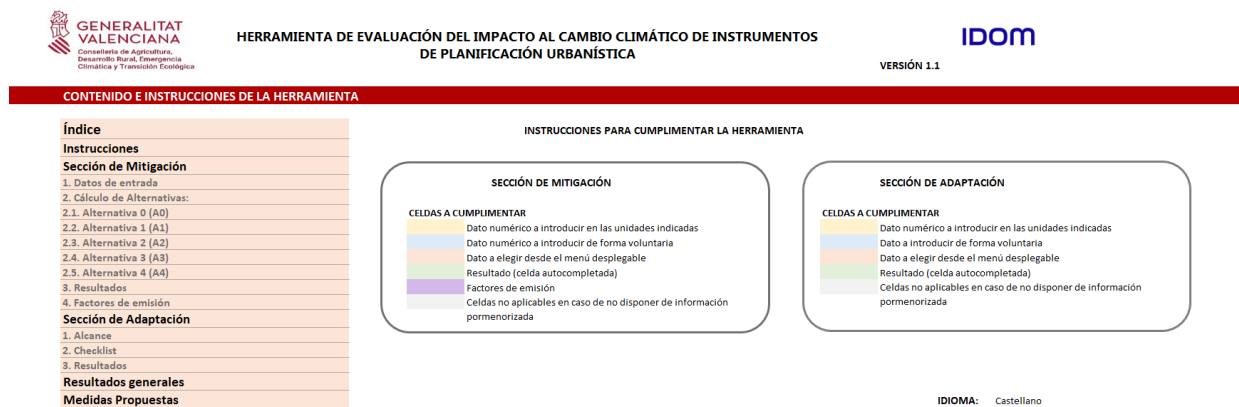 GENERALITAT
VALENCIANA
Conselleria de Agricultura,
Desarrollo Rural, Emergencia
Climática y Transición Ecológica
HERRAMIENTA DE EVALUACIÓN DEL IMPACTO AL CAMBIO CLIMÁTICO DE INSTRUMENTOS
DE PLANIFICACIÓN URBANÍSTICA
IDOM
VERSIÓN 1.1
CONTENIDO E INSTRUCCIONES DE LA HERRAMIENTA
Índice
Instrucciones
Sección de Mitigación
1. Datos de entrada
2. Cálculo de Alternativas:
2.1. Alternativa 0 (A0)
2.2. Alternativa 1 (A1)
2.3. Alternativa 2 (A2)
2.4. Alternativa 3 (A3)
2.5. Alternativa 4 (A4)
3. Resultados
4. Factores de emisión
Sección de Adaptación
1. Alcance
2. Checklist
3. Resultados
Resultados generales
Medidas Propuestas
INSTRUCCIONES PARA CUMPLIMENTAR LA HERRAMIENTA
SECCIÓN DE MITIGACIÓN
CELDAS A CUMPLIMENTAR
Dato numérico a introducir en las unidades indicadas
Dato numérico a introducir de forma voluntaria
Dato a elegir desde el menú desplegable
Resultado (celda autocompletada)
Factores de emisión
Celdas no aplicables en caso de no disponer de información
pormenorizada
SECCIÓN DE ADAPTACIÓN
CELDAS A CUMPLIMENTAR
Dato numérico a introducir en las unidades indicadas
Dato a introducir de forma voluntaria
Dato a elegir desde el menú desplegable
Resultado (celda autocompletada)
Celdas no aplicables en caso de no disponer de información
pormenorizada
IDIOMA: Castellano